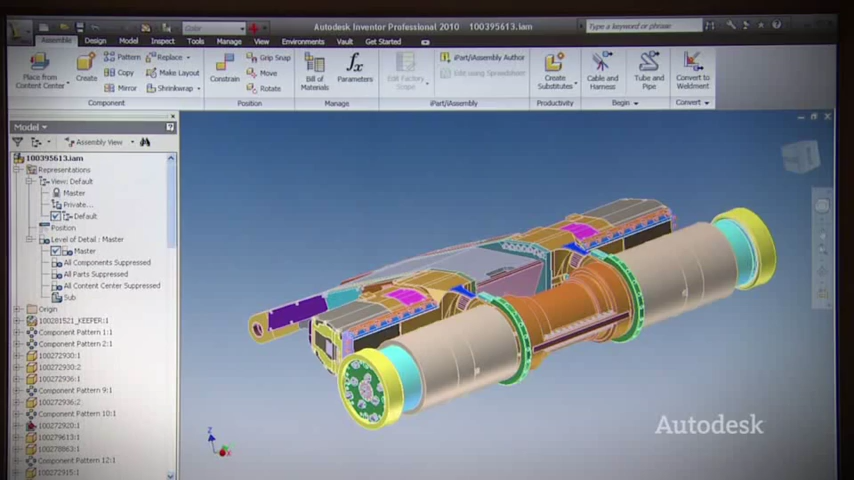 Color
Autodesk Inventor Professional 2010 100395613.iam
Type a keyword or phrase
Assemble Design Model Inspect Tools Manage View Environments Vault Get Started
Place from
Content Center
Create
Pattern
Copy
Mirror
Replace
Make Layout
Shrinkwrap
Component
Constrain
Grip Snap
Move
Rotate
Position
Bill of
Materials
fx
Parameters
Manage
Edit Factory
Scope
iPart/iAssembly Author
Edit using Spreadsheet
iPart/iAssembly
Create
Substitutes
Productivity
Cable and
Harness
Tube and
Pipe
Begin
Convert to
Weldment
Convert
Model
Assembly View
100395613.iam
Representations
View: Default
Master
Private...
Default
Position
Level of Detail : Master
Master
All Components Suppressed
All Parts Suppressed
All Content Center Suppressed
Sub
Origin
100281521_KEEPER:1
Component Pattern 1:1
Component Pattern 2:1
100272930:1
100272930:2
100272936:1
Component Pattern 9:1
100272936:2
Component Pattern 10:1
100272920:1
100279613:1
100278863:1
Component Pattern 12:1
100272915:1
Z
X
Autodesk